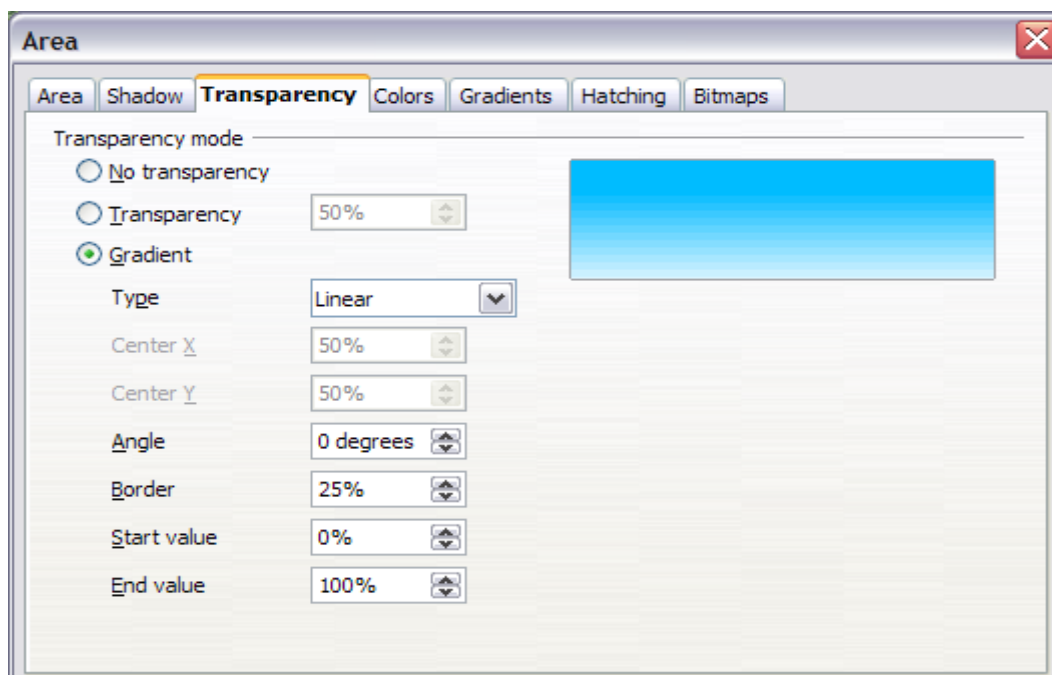 Area
Area Shadow Transparency Colors Gradients Hatching Bitmaps
Transparency mode
No transparency
Transparency 50%
Gradient
Type Linear
Center X 50%
Center Y 50%
Angle 0 degrees
Border 25%
Start value 0%
End value 100%